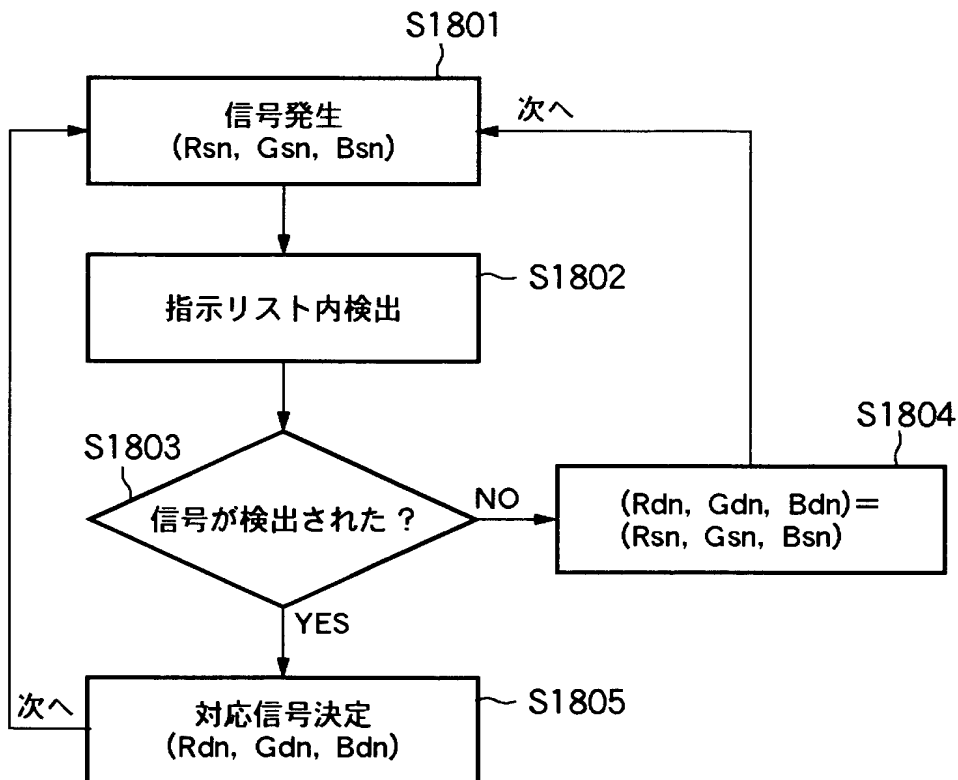 S1801
信号発生
(Rsn, Gsn, Bsn)
次へ
S1802
指示リスト内検出
S1803
信号が検出された ?
NO
S1804
(Rdn, Gdn, Bdn)=
(Rsn, Gsn, Bsn)
YES
次へ
S1805
対応信号決定
(Rdn, Gdn, Bdn)